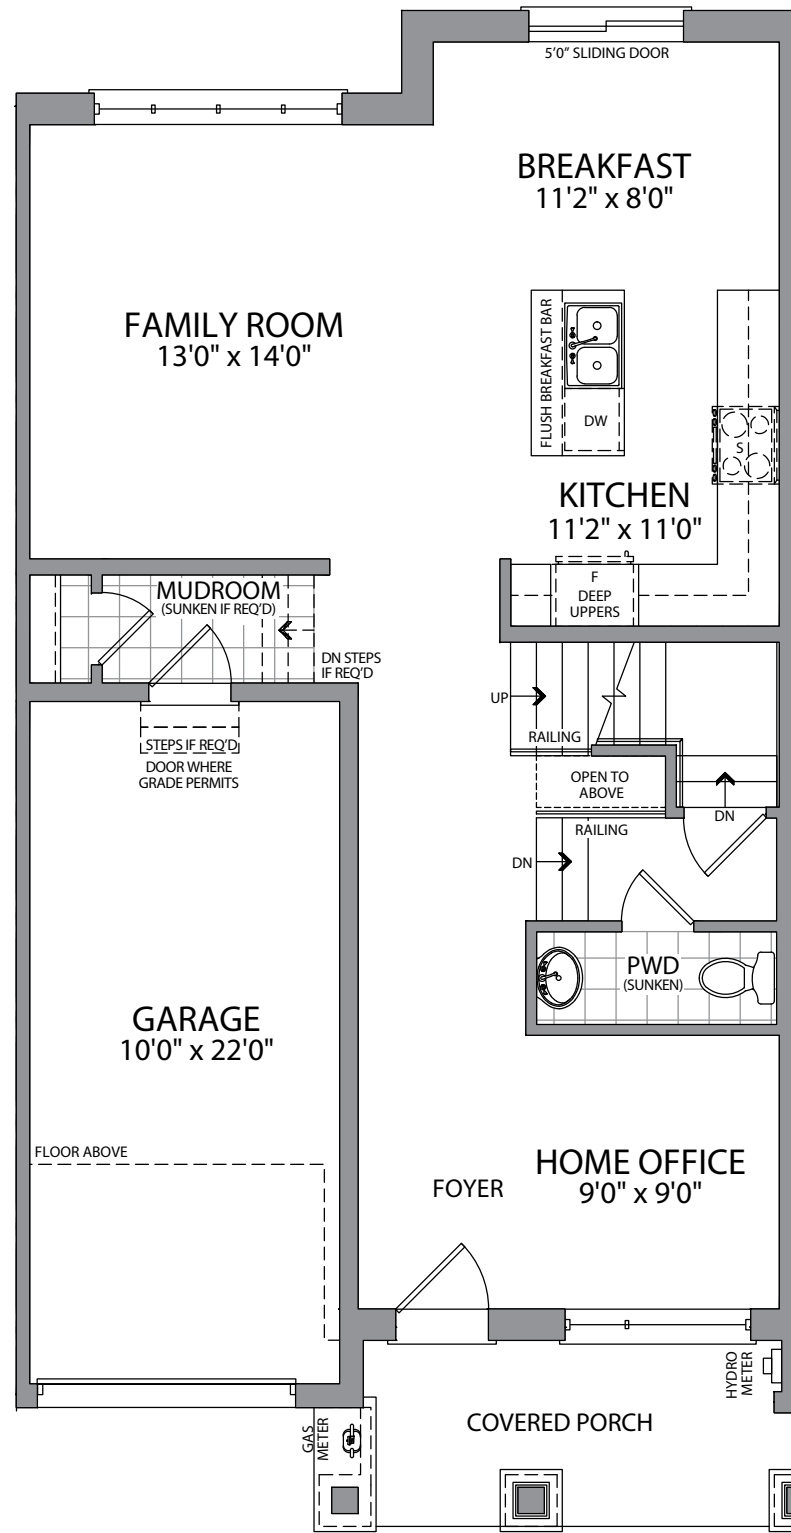 5'0" SLIDING DOOR
BREAKFAST
11'2" x 8'0"
FAMILY ROOM
13'0" x 14'0"
FLUSH BREAKFAST BAR
DW
S
KITCHEN
11'2" x 11'0"
F
DEEP
UPPERS
MUDROOM
(SUNKEN IF REQ'D)
DN STEPS
IF REQ'D
UP
RAILING
STEPS IF REQ'D
DOOR WHERE
GRADE PERMITS
OPEN TO
ABOVE
DN
RAILING
DN
PWD
(SUNKEN)
GARAGE
10'0" x 22'0"
FLOOR ABOVE
HOME OFFICE
9'0" x 9'0"
FOYER
HYDRO
METER
GAS
METER
COVERED PORCH